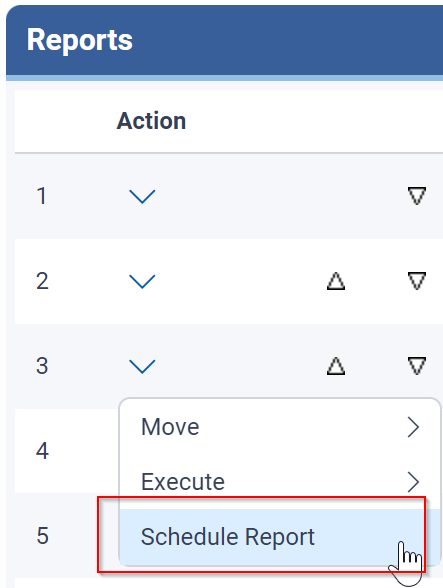 Reports
Action
1
2
3
Move
4
Execute
5 Schedule Report